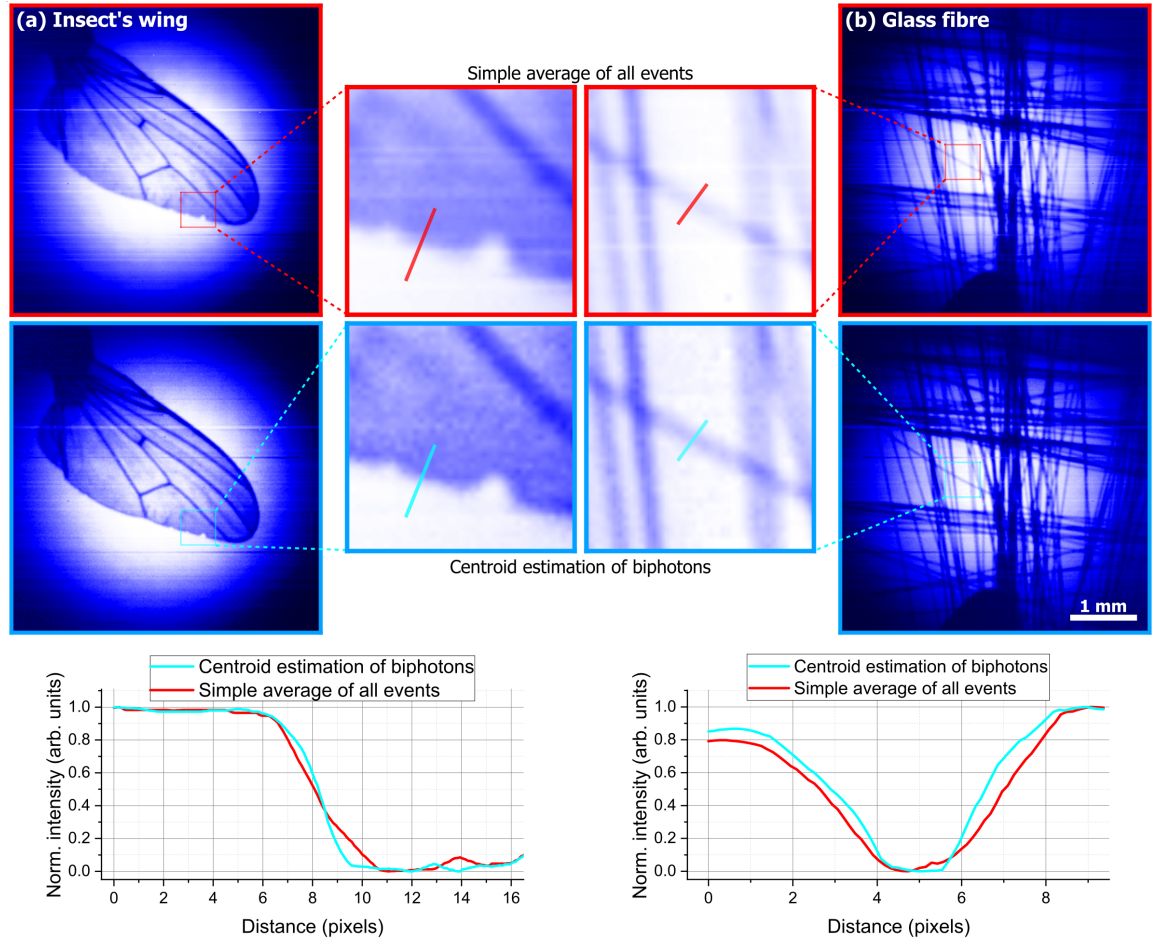 (a) Insect's wing
(b) Glass fibre
Simple average of all events
Centroid estimation of biphotons
1 mm
Centroid estimation of biphotons
Simple average of all events
Norm. intensity (arb. units)
1.0
0.8
0.6
0.4
0.2
0.0
0 2 4 6 8 10 12 14 16
Distance (pixels)
Centroid estimation of biphotons
Simple average of all events
Norm. intensity (arb. units)
1.0
0.8
0.6
0.4
0.2
0.0
0 2 4 6 8
Distance (pixels)